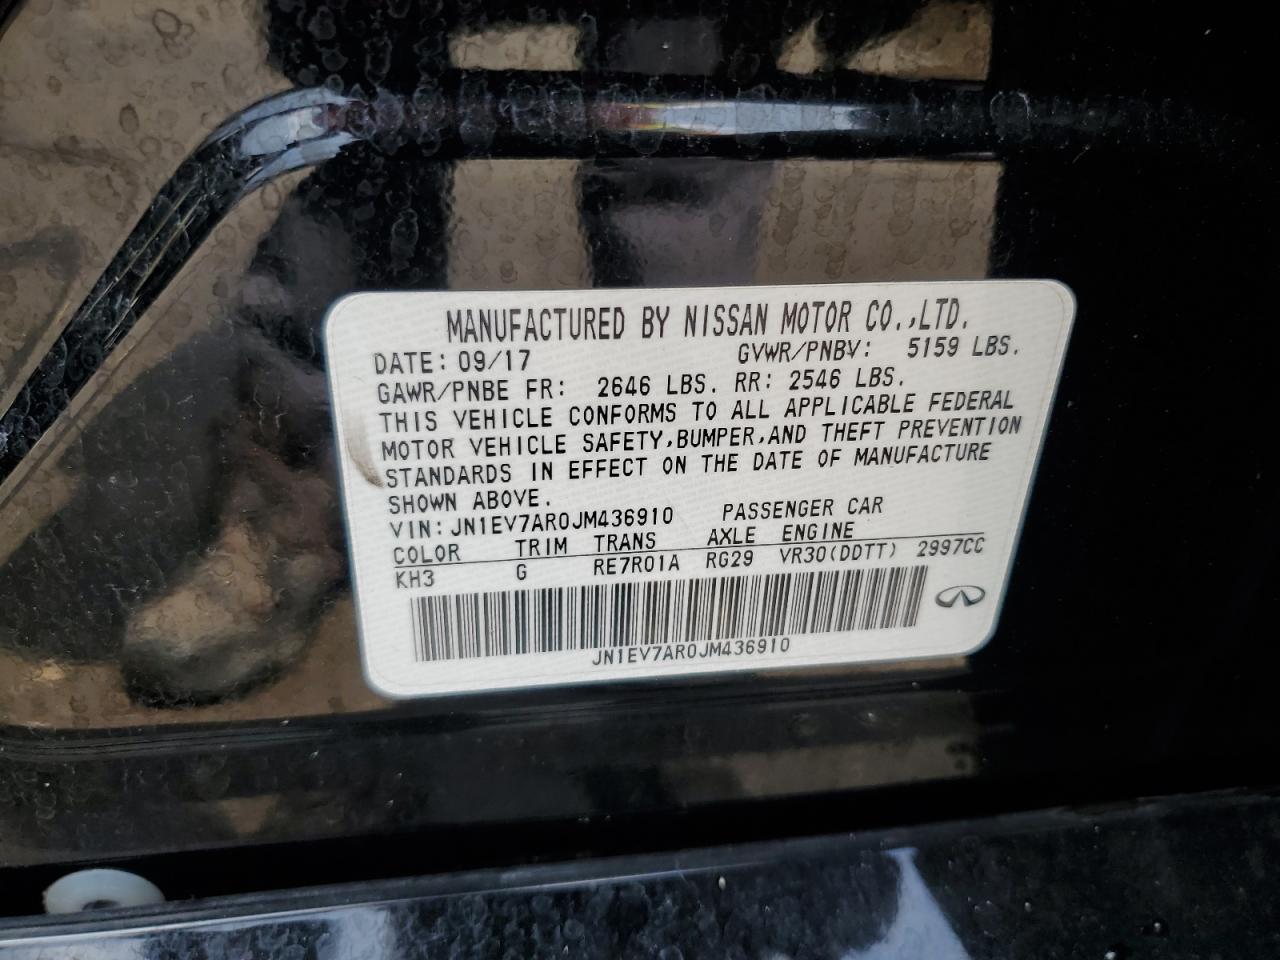 MANUFACTURED BY NISSAN MOTOR CO.,LTD.
DATE: 09/17 GVWR/PNBV: 5159 LBS.
GAWR/PNBE FR: 2646 LBS. RR: 2546 LBS.
THIS VEHICLE CONFORMS TO ALL APPLICABLE FEDERAL
MOTOR VEHICLE SAFETY,BUMPER,AND THEFT PREVENTION
STANDARDS IN EFFECT ON THE DATE OF MANUFACTURE
SHOWN ABOVE.
VIN: JN1EV7AR0JM436910 PASSENGER CAR
COLOR TRIM TRANS AXLE ENGINE
KH3 G RE7R01A RG29 VR30(DDTT) 2997CC
JN1EV7AR0JM436910